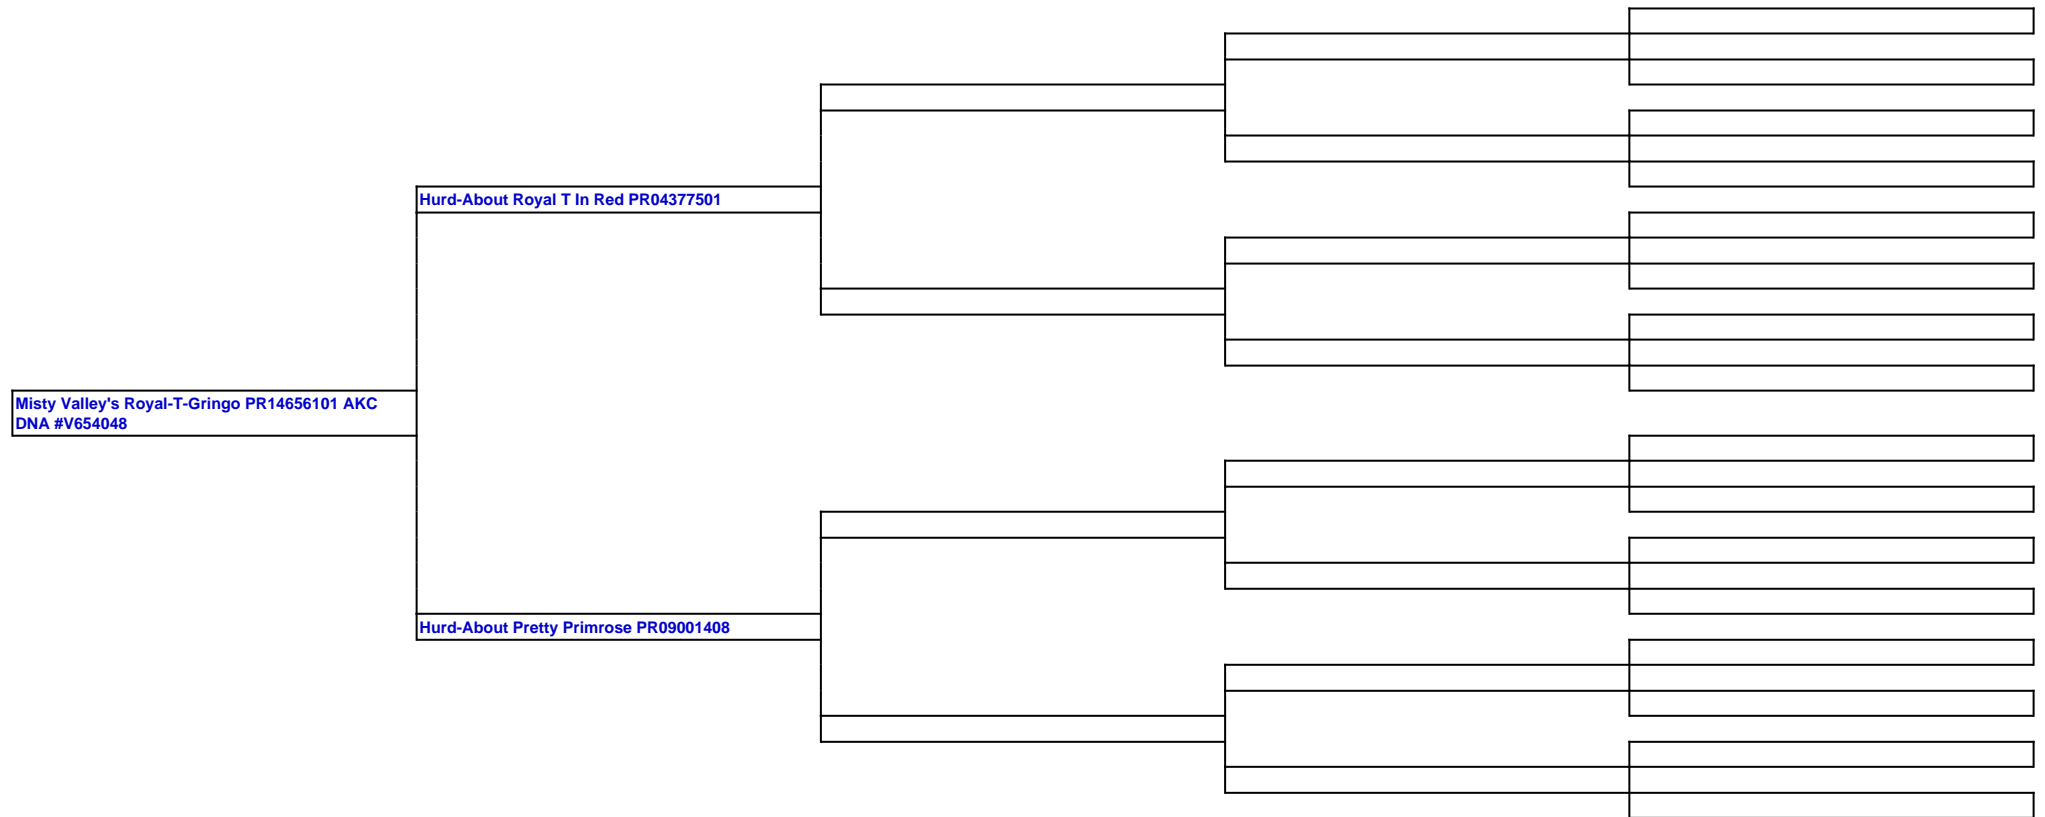 Hurd-About Royal T In Red PR04377501
Misty Valley's Royal-T-Gringo PR14656101 AKC
DNA #V654048
Hurd-About Pretty Primrose PR09001408